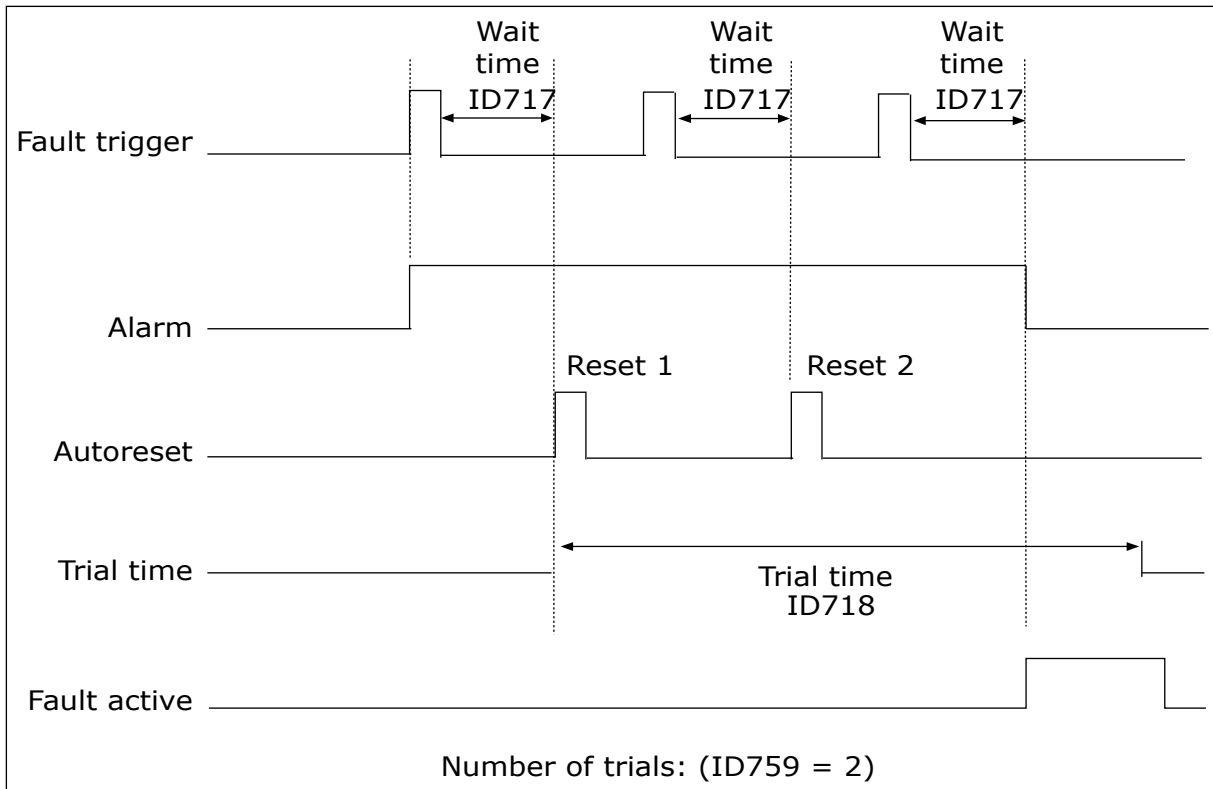 Wait
time
ID717
Wait
time
ID717
Wait
time
ID717
Fault trigger
Alarm
Reset 1
Reset 2
Autoreset
Trial time
Trial time
ID718
Fault active
Number of trials: (ID759 = 2)